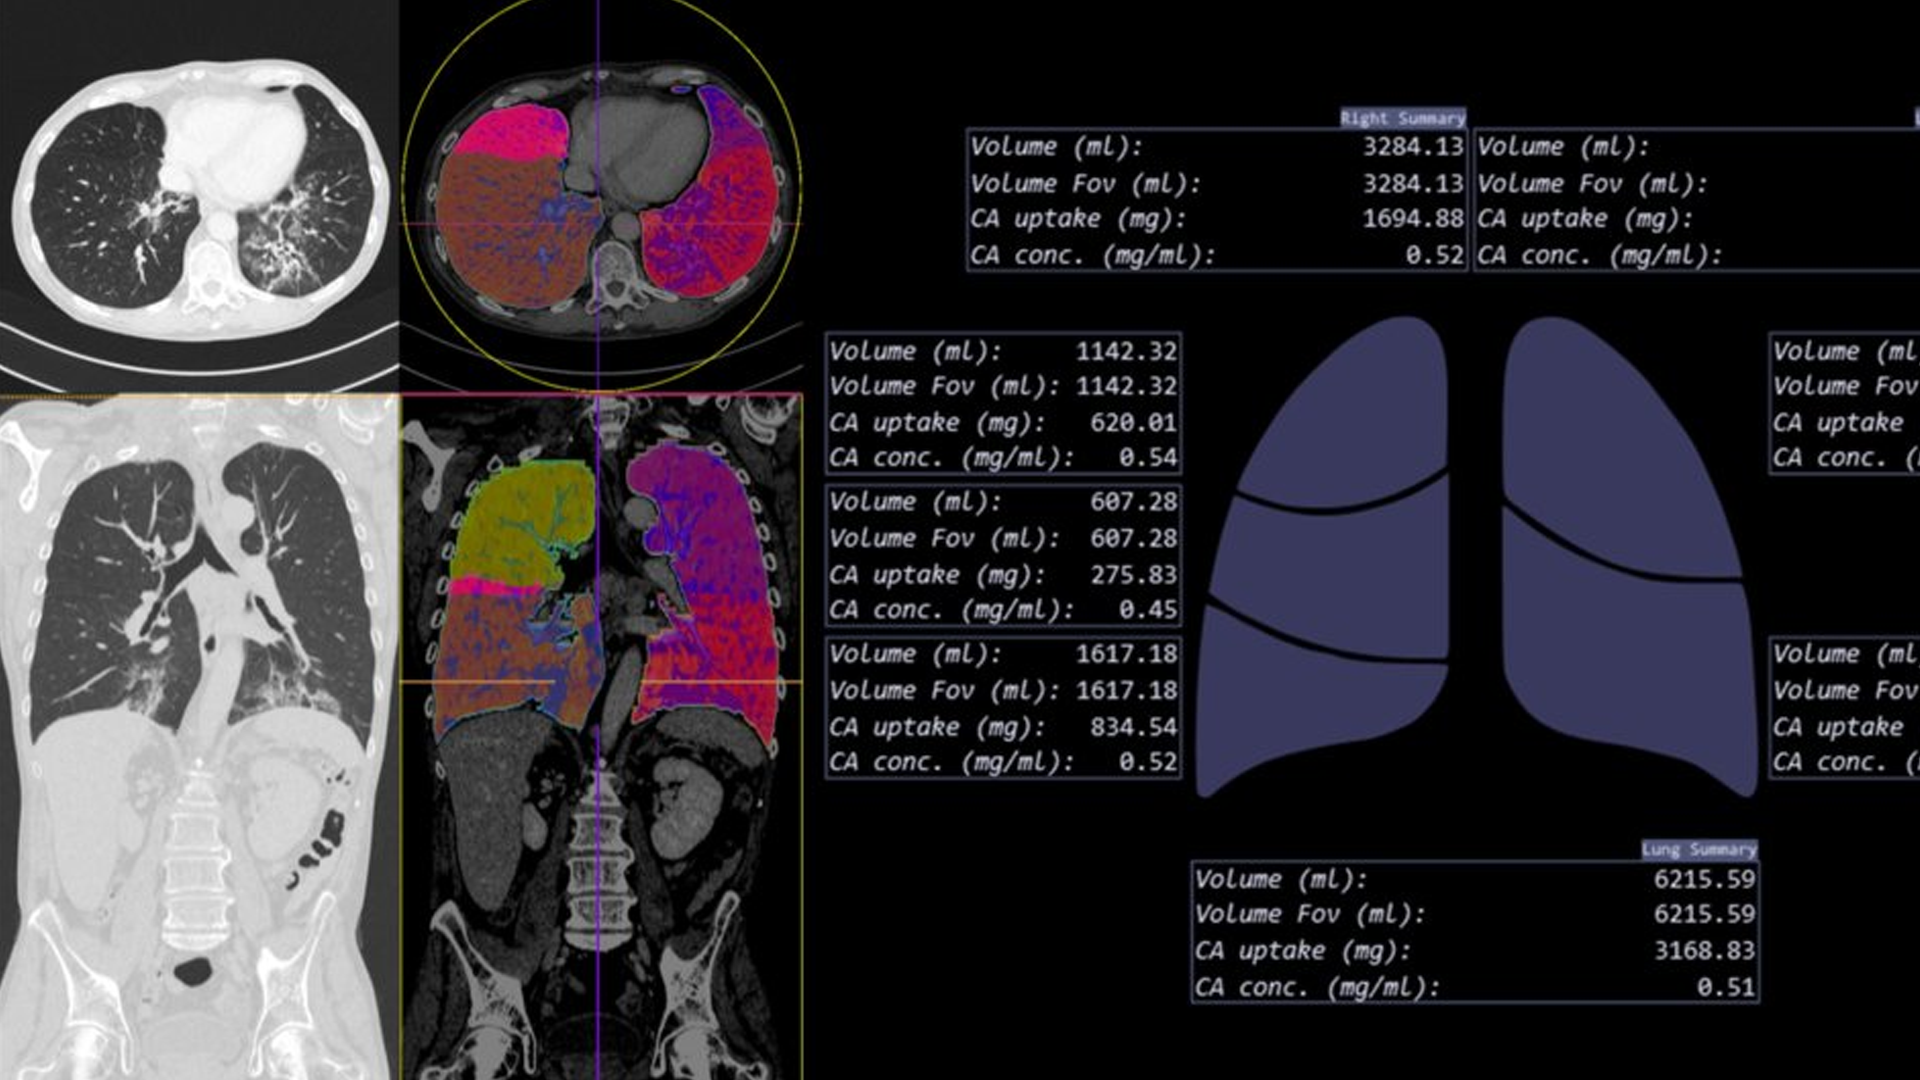 Right Summary
Volume (ml): 3284.13
Volume Fov (ml): 3284.13
CA uptake (mg): 1694.88
CA conc. (mg/ml): 0.52
Volume (ml):
Volume Fov (ml):
CA uptake (mg):
CA conc. (mg/ml):
Volume (ml): 1142.32
Volume Fov (ml): 1142.32
CA uptake (mg): 620.01
CA conc. (mg/ml): 0.54
Volume (ml
Volume Fov
CA uptake
CA conc. (
Volume (ml): 607.28
Volume Fov (ml): 607.28
CA uptake (mg): 275.83
CA conc. (mg/ml): 0.45
Volume (ml): 1617.18
Volume Fov (ml): 1617.18
CA uptake (mg): 834.54
CA conc. (mg/ml): 0.52
Volume (ml
Volume Fov
CA uptake
CA conc. (
Lung Summary
Volume (ml): 6215.59
Volume Fov (ml): 6215.59
CA uptake (mg): 3168.83
CA conc. (mg/ml): 0.51